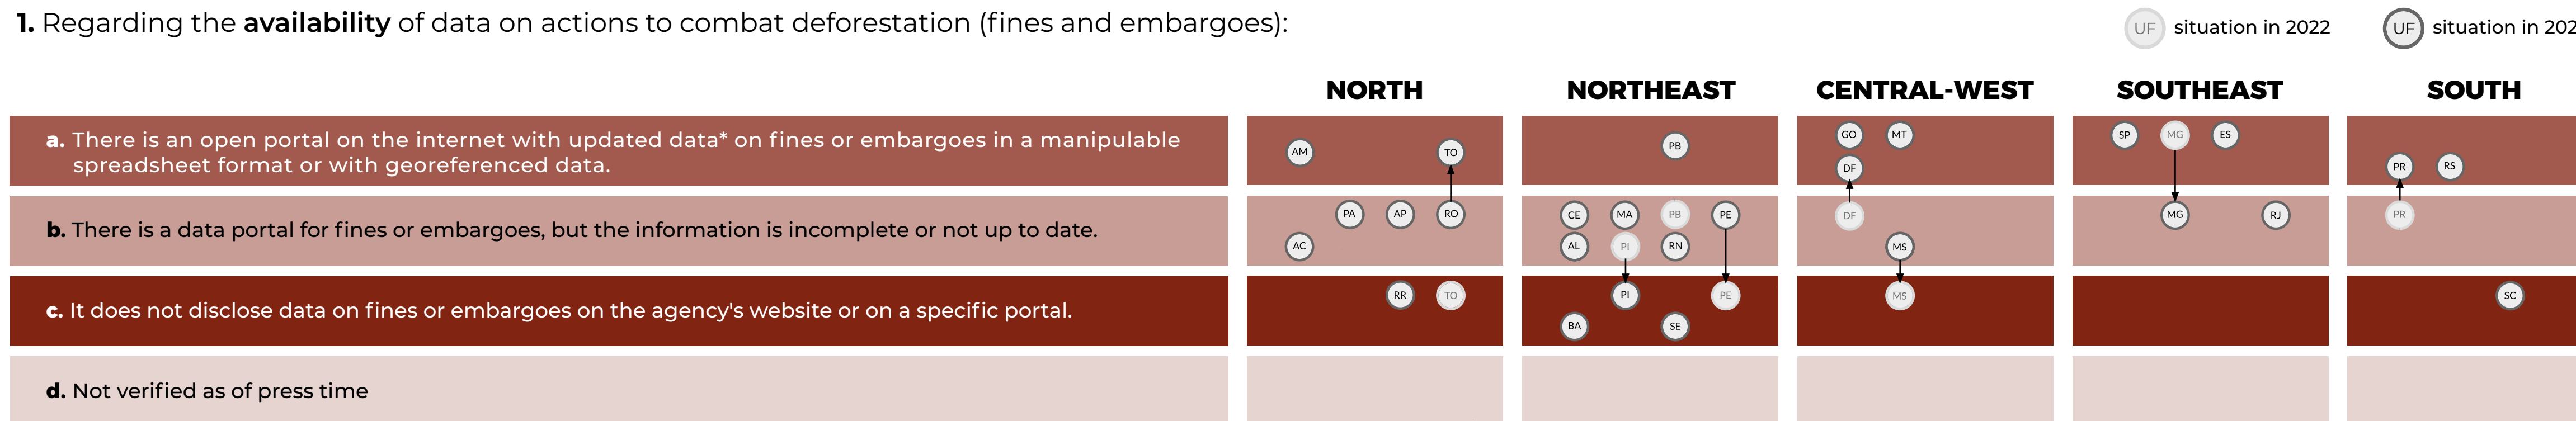 1. Regarding the availability of data on actions to combat deforestation (fines and embargoes):
UF situation in 2022 UF situation in 202
NORTH NORTHEAST CENTRAL-WEST SOUTHEAST SOUTH
a. There is an open portal on the internet with updated data* on fines or embargoes in a manipulable
spreadsheet format or with georeferenced data.
AM TO
PB
GO MT
DF
SP MG ES
PR RS
b. There is a data portal for fines or embargoes, but the information is incomplete or not up to date.
PA AP RO
AC
CE MA PB PE
AL PI RN
DF
MS
MG RJ
PR
c. It does not disclose data on fines or embargoes on the agency's website or on a specific portal.
RR TO
PI PE
BA SE
MS
SC
d. Not verified as of press time